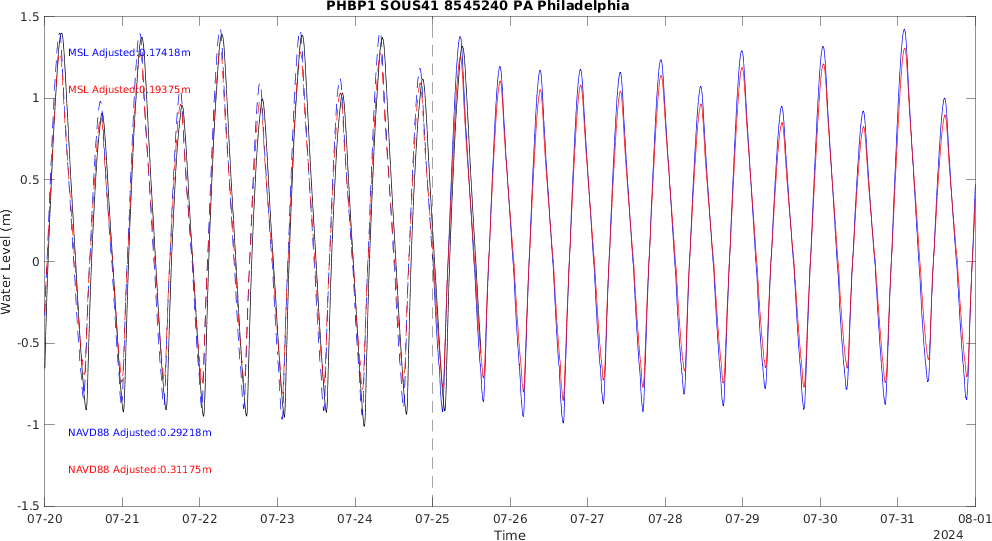 PHBP1 SOUS41 8545240 PA Philadelphia
1.5
MSL Adjusted:0.17418m
MSL Adjusted:0.19375m
1
0.5
Water Level (m)
0
-0.5
-1
NAVD88 Adjusted:0.29218m
NAVD88 Adjusted:0.31175m
-1.5
07-20 07-21 07-22 07-23 07-24 07-25 07-26 07-27 07-28 07-29 07-30 07-31 08-01
Time
2024